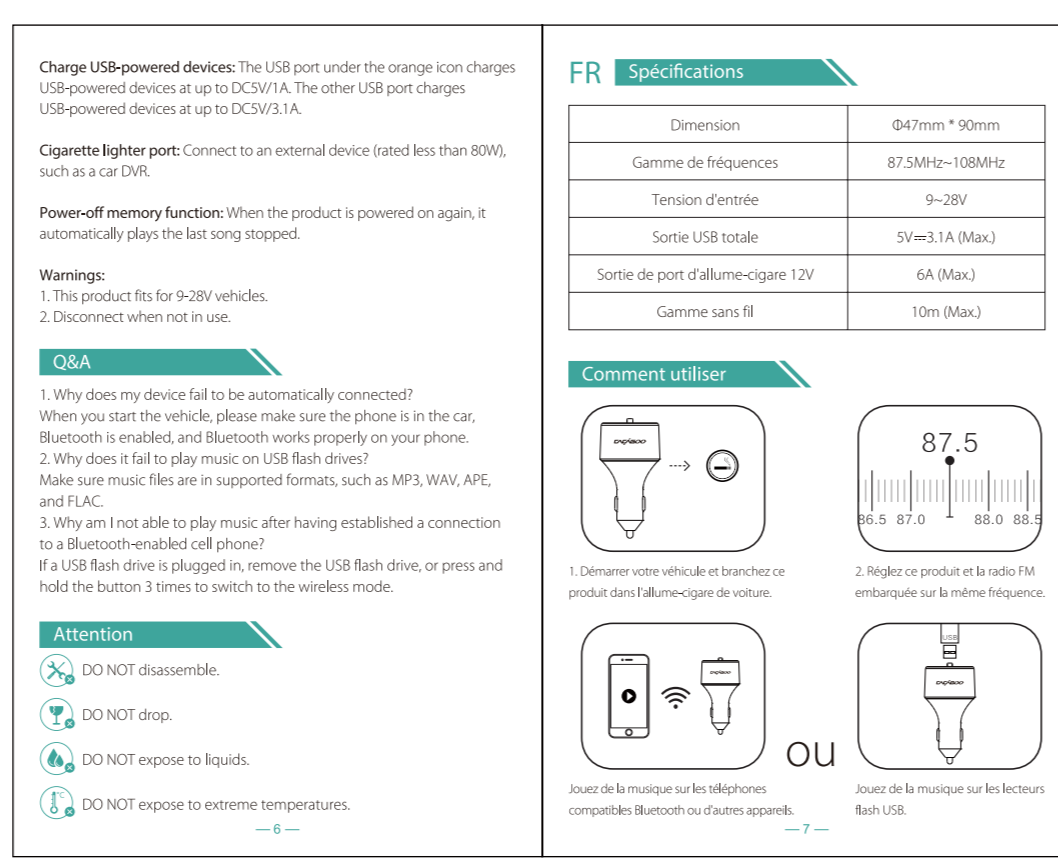 Charge USB-powered devices: The USB port under the orange icon charges
USB-powered devices at up to DC5V/1A. The other USB port charges
USB-powered devices at up to DC5V/3.1A.
Cigarette lighter port: Connect to an external device (rated less than 80W),
such as a car DVR.
Power-off memory function: When the product is powered on again, it
automatically plays the last song stopped.
Warnings:
1. This product fits for 9-28V vehicles.
2. Disconnect when not in use.
Q&A
1. Why does my device fail to be automatically connected?
When you start the vehicle, please make sure the phone is in the car,
Bluetooth is enabled, and Bluetooth works properly on your phone.
2. Why does it fail to play music on USB flash drives?
Make sure music files are in supported formats, such as MP3, WAV, APE,
and FLAC.
3. Why am I not able to play music after having established a connection
to a Bluetooth-enabled cell phone?
If a USB flash drive is plugged in, remove the USB flash drive, or press and
hold the button 3 times to switch to the wireless mode.
Attention
DO NOT disassemble.
DO NOT drop.
DO NOT expose to liquids.
°C
DO NOT expose to extreme temperatures.
— 6 —
FR Spécifications
Dimension Φ47mm * 90mm
Gamme de fréquences 87.5MHz~108MHz
Tension d'entrée 9~28V
Sortie USB totale 5V⎓3.1A (Max.)
Sortie de port d'allume-cigare 12V 6A (Max.)
Gamme sans fil 10m (Max.)
Comment utiliser
87.5
86.5 87.0 88.0 88.5
1. Démarrer votre véhicule et branchez ce
produit dans l'allume-cigare de voiture.
2. Réglez ce produit et la radio FM
embarquée sur la même fréquence.
USB
ou
Jouez de la musique sur les téléphones
compatibles Bluetooth ou d'autres appareils.
Jouez de la musique sur les lecteurs
flash USB.
— 7 —